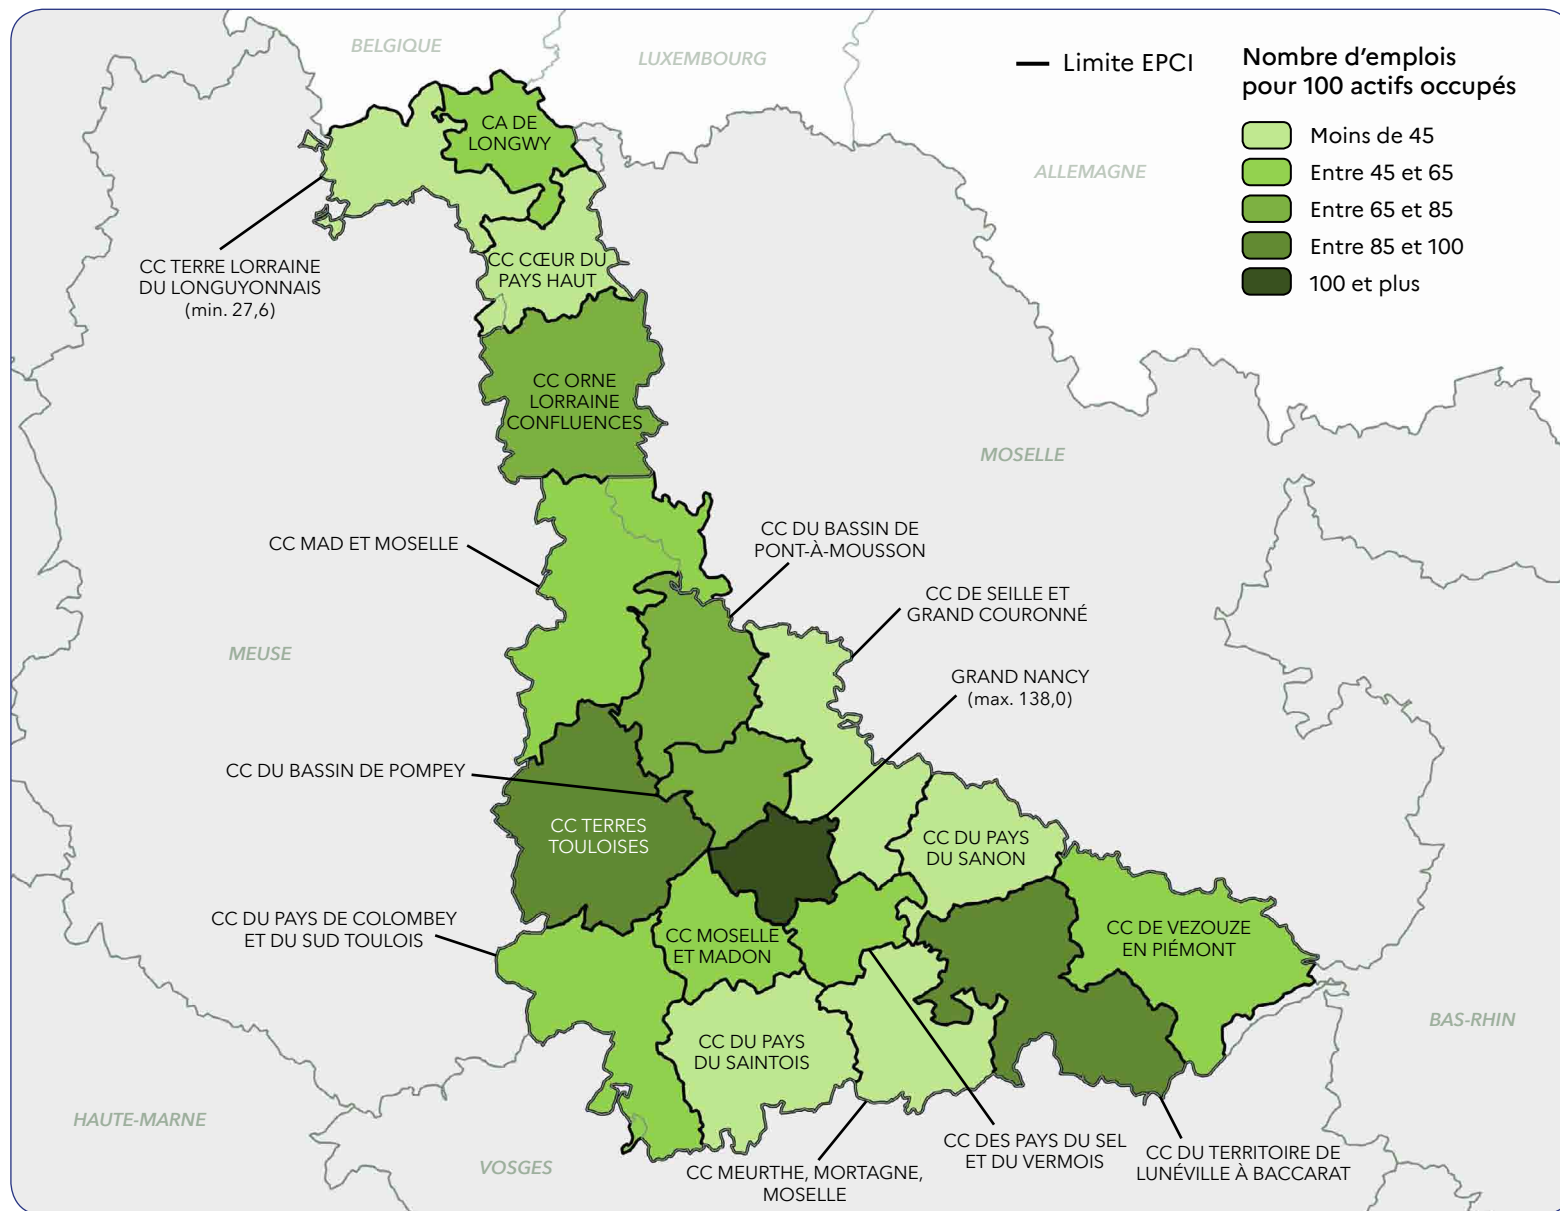 BELGIQUE
LUXEMBOURG
ALLEMAGNE
Limite EPCI
Nombre d'emplois
pour 100 actifs occupés
Moins de 45
Entre 45 et 65
Entre 65 et 85
Entre 85 et 100
100 et plus
CA DE
LONGWY
CC TERRE LORRAINE
DU LONGUYONNAIS
(min. 27,6)
CC CŒUR DU
PAYS HAUT
CC ORNE
LORRAINE
CONFLUENCES
MOSELLE
CC MAD ET MOSELLE
CC DU BASSIN DE
PONT-À-MOUSSON
CC DE SEILLE ET
GRAND COURONNÉ
MEUSE
GRAND NANCY
(max. 138,0)
CC DU BASSIN DE POMPEY
CC TERRES
TOULOISES
CC DU PAYS
DU SANON
CC DU PAYS DE COLOMBEY
ET DU SUD TOULOIS
CC MOSELLE
ET MADON
CC DE VEZOUZE
EN PIÉMONT
BAS-RHIN
CC DU PAYS
DU SAINTOIS
HAUTE-MARNE
VOSGES
CC MEURTHE, MORTAGNE,
MOSELLE
CC DES PAYS DU SEL
ET DU VERMOIS
CC DU TERRITOIRE DE
LUNÉVILLE À BACCARAT